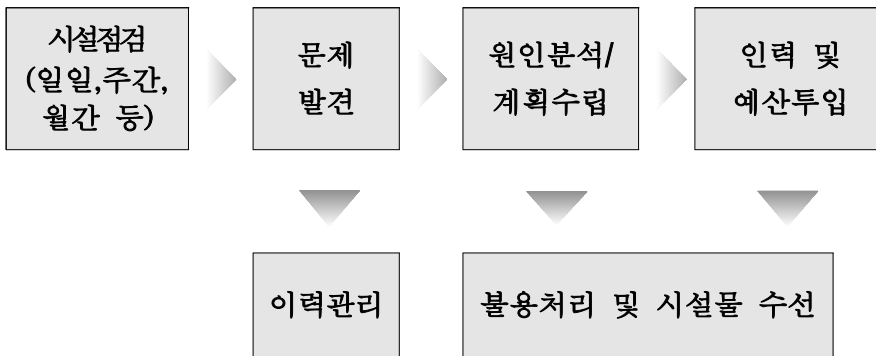 시설점검
(일일,주간,
월간 등)
문제
발견
원인분석/
계획수립
인력 및
예산투입
이력관리
불용처리 및 시설물 수선